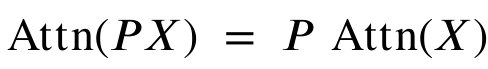 Attn(PX) = P Attn(X)